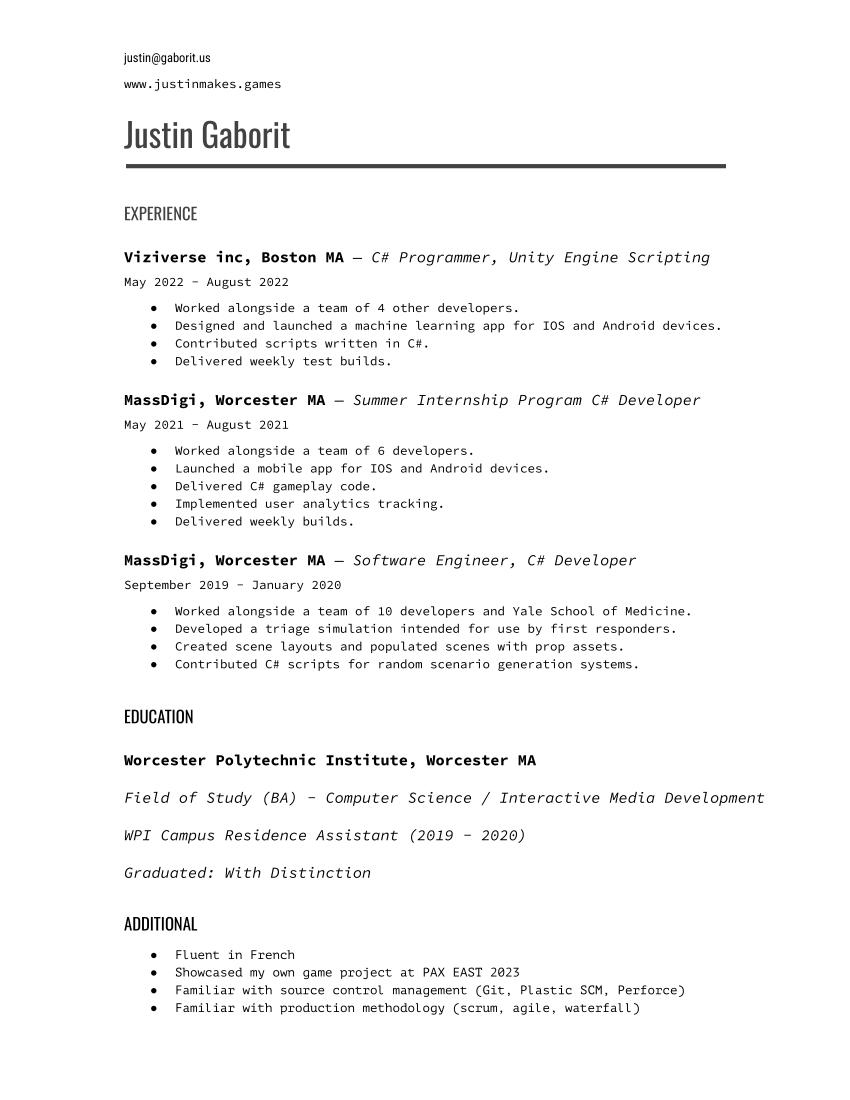 justin@gaborit.us
www.justinmakes.games
Justin Gaborit
EXPERIENCE
Viziverse inc, Boston MA — C# Programmer, Unity Engine Scripting
May 2022 - August 2022
● Worked alongside a team of 4 other developers.
● Designed and launched a machine learning app for IOS and Android devices.
● Contributed scripts written in C#.
● Delivered weekly test builds.
MassDigi, Worcester MA — Summer Internship Program C# Developer
May 2021 - August 2021
● Worked alongside a team of 6 developers.
● Launched a mobile app for IOS and Android devices.
● Delivered C# gameplay code.
● Implemented user analytics tracking.
● Delivered weekly builds.
MassDigi, Worcester MA — Software Engineer, C# Developer
September 2019 - January 2020
● Worked alongside a team of 10 developers and Yale School of Medicine.
● Developed a triage simulation intended for use by first responders.
● Created scene layouts and populated scenes with prop assets.
● Contributed C# scripts for random scenario generation systems.
EDUCATION
Worcester Polytechnic Institute, Worcester MA
Field of Study (BA) - Computer Science / Interactive Media Development
WPI Campus Residence Assistant (2019 - 2020)
Graduated: With Distinction
ADDITIONAL
● Fluent in French
● Showcased my own game project at PAX EAST 2023
● Familiar with source control management (Git, Plastic SCM, Perforce)
● Familiar with production methodology (scrum, agile, waterfall)